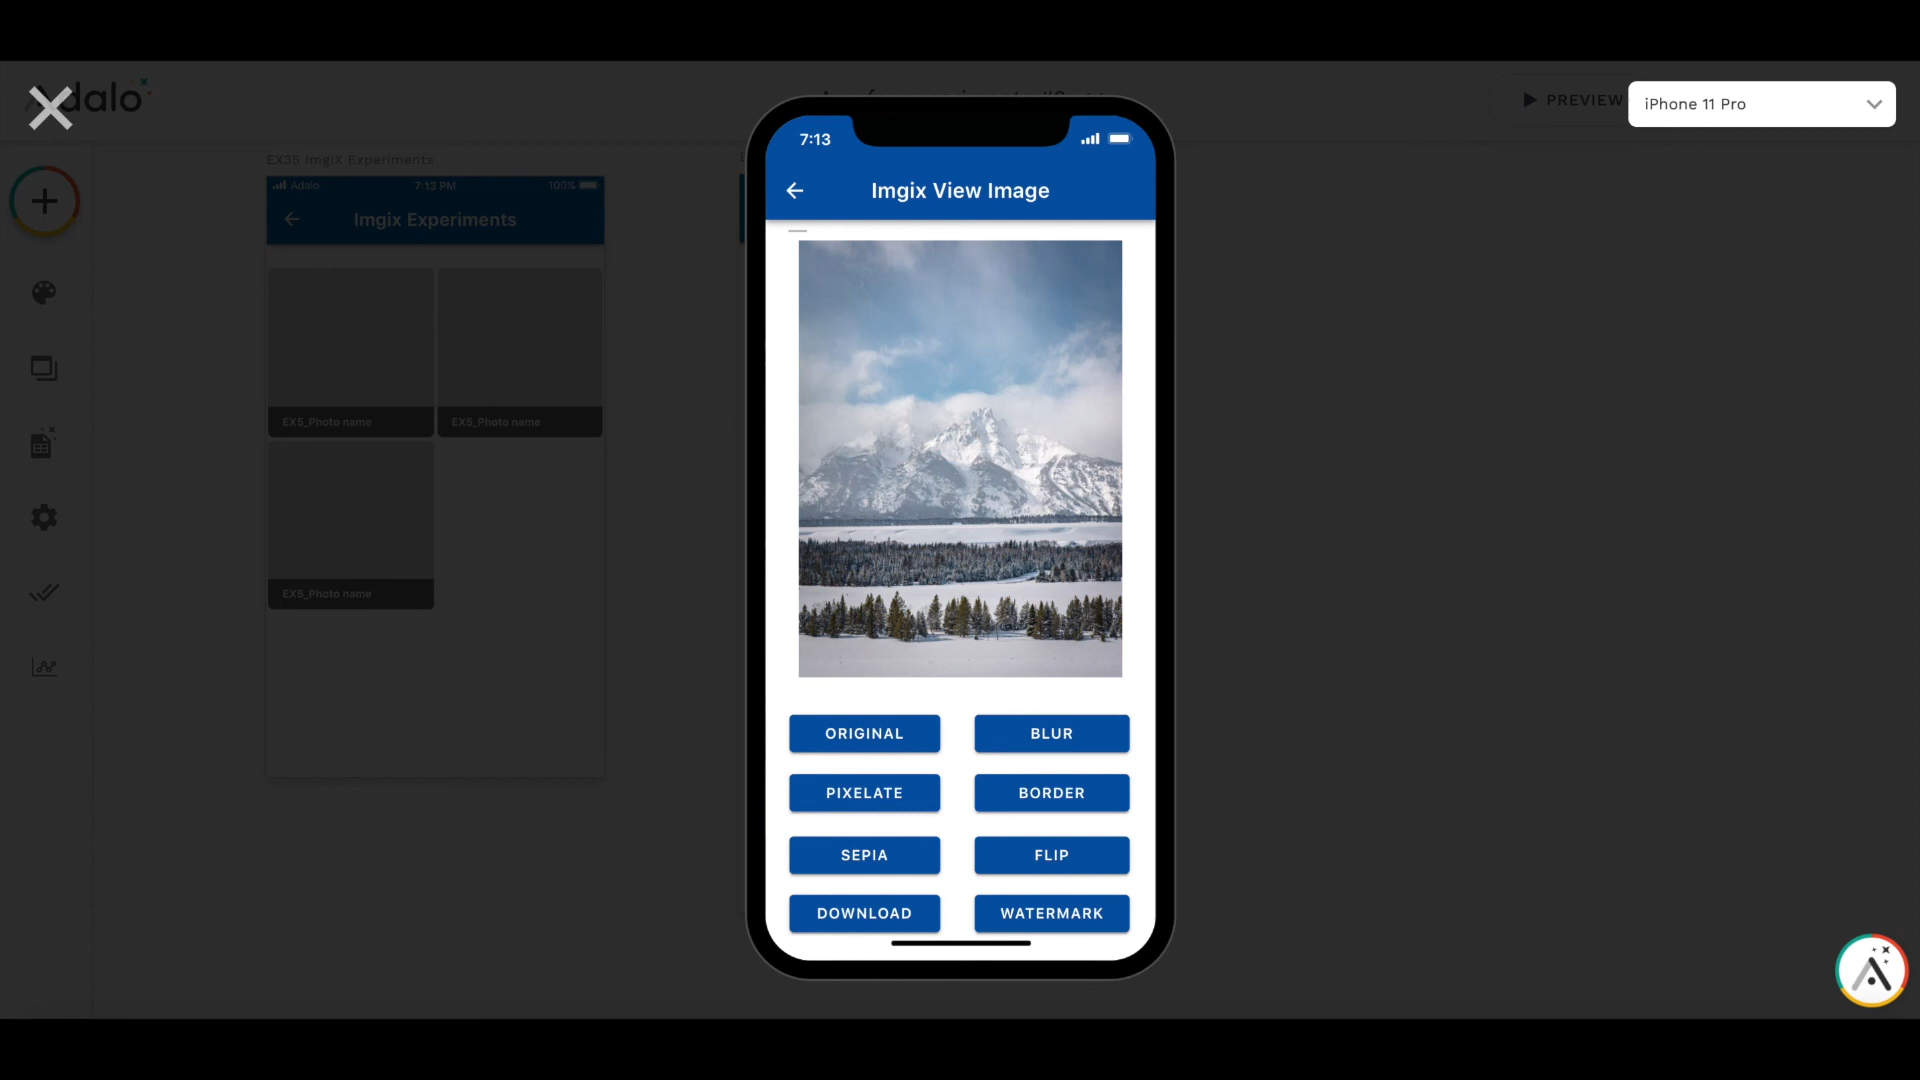 dalo
PREVIEW
iPhone 11 Pro
EX35 ImgiX Experiments
Adalo
7:13 PM
100%
Imgix Experiments
EX5_Photo name
EX5_Photo name
EX5_Photo name
7:13
Imgix View Image
ORIGINAL
BLUR
PIXELATE
BORDER
SEPIA
FLIP
DOWNLOAD
WATERMARK